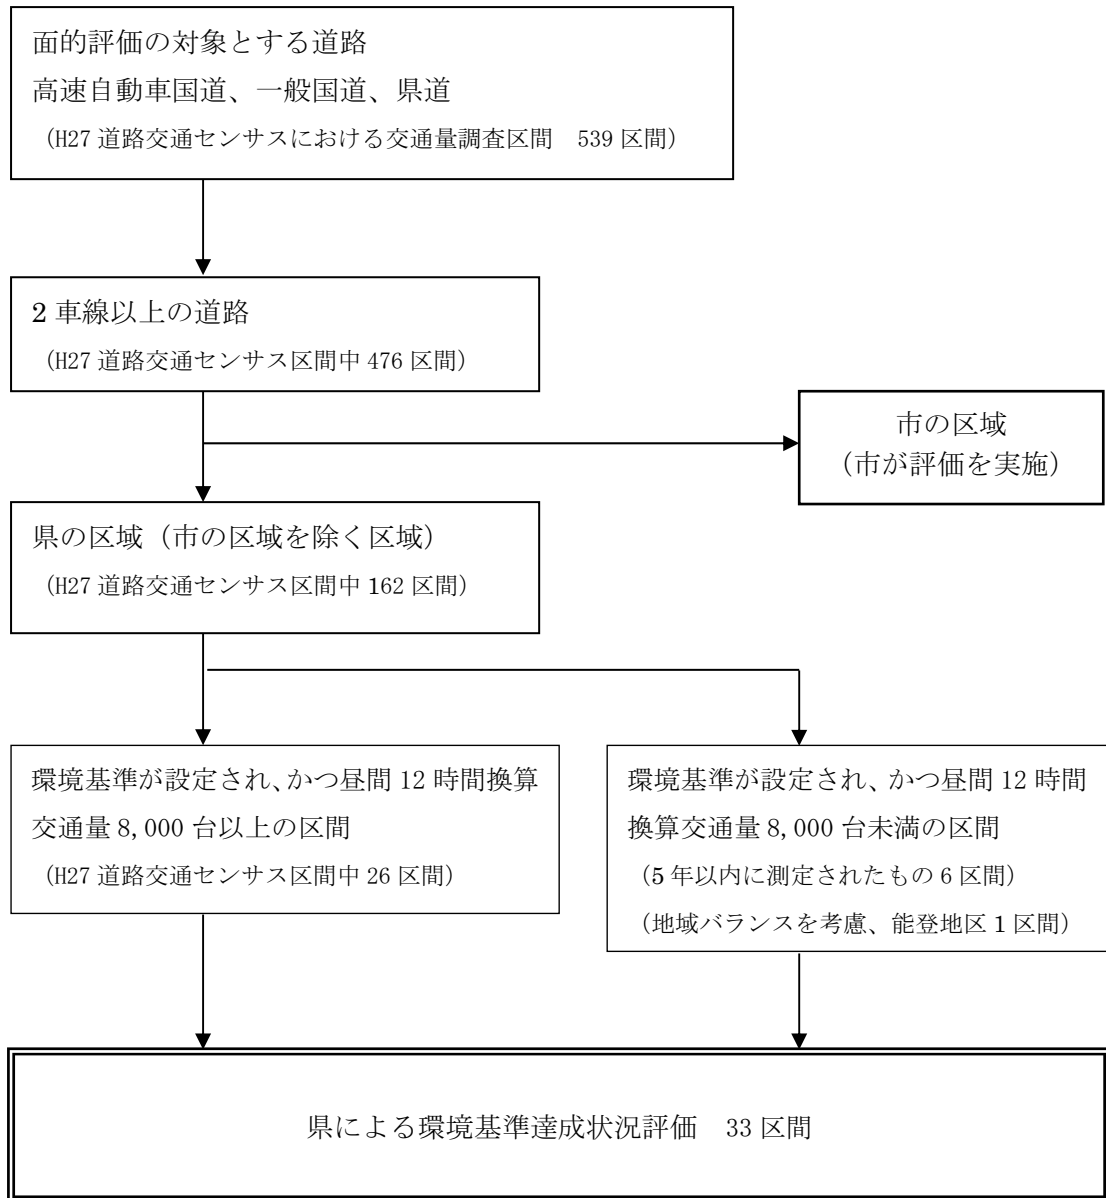 面的評価の対象とする道路
高速自動車国道、一般国道、県道
（H27 道路交通センサスにおける交通量調査区間　539 区間）
2 車線以上の道路
（H27 道路交通センサス区間中 476 区間）
市の区域
（市が評価を実施）
県の区域（市の区域を除く区域）
（H27 道路交通センサス区間中 162 区間）
環境基準が設定され、かつ昼間 12 時間換算
交通量 8,000 台以上の区間
（H27 道路交通センサス区間中 26 区間）
環境基準が設定され、かつ昼間 12 時間
換算交通量 8,000 台未満の区間
（5 年以内に測定されたもの 6 区間）
（地域バランスを考慮、能登地区 1 区間）
県による環境基準達成状況評価　33 区間